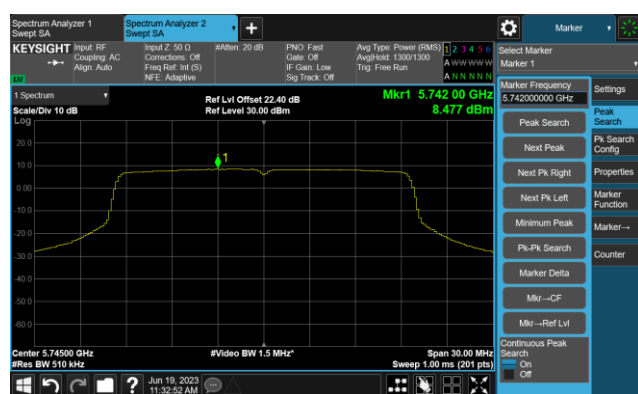 Spectrum Analyzer 1
Swept SA
Spectrum Analyzer 2
Swept SA
+
Marker
KEYSIGHT
Input: RF
Coupling: AC
Align: Auto
Input Z: 50 Ω
Corrections: Off
Freq Ref: Int (S)
NFE: Adaptive
#Atten: 20 dB
PNO: Fast
Gate: Off
IF Gain: Low
Sig Track: Off
Avg Type: Power (RMS)
Avg|Hold: 1300/1300
Trig: Free Run
1 2 3 4 5 6
A W W W W W
A N N N N N
LXI
Select Marker
Marker 1
1 Spectrum
Scale/Div 10 dB
Log
Ref Lvl Offset 22.40 dB
Ref Level 30.00 dBm
Mkr1 5.742 00 GHz
8.477 dBm
20.0
10.0
0.00
-10.0
-20.0
-30.0
-40.0
-50.0
-60.0
1
Center 5.74500 GHz
#Res BW 510 kHz
#Video BW 1.5 MHz*
Span 30.00 MHz
Sweep 1.00 ms (201 pts)
Marker Frequency
5.742000000 GHz
Peak Search
Next Peak
Next Pk Right
Next Pk Left
Minimum Peak
Pk-Pk Search
Marker Delta
Mkr→CF
Mkr→Ref Lvl
Continuous Peak
Search
On
Off
Settings
Peak
Search
Pk Search
Config
Properties
Marker
Function
Marker→
Counter
?
Jun 19, 2023
11:32:52 AM